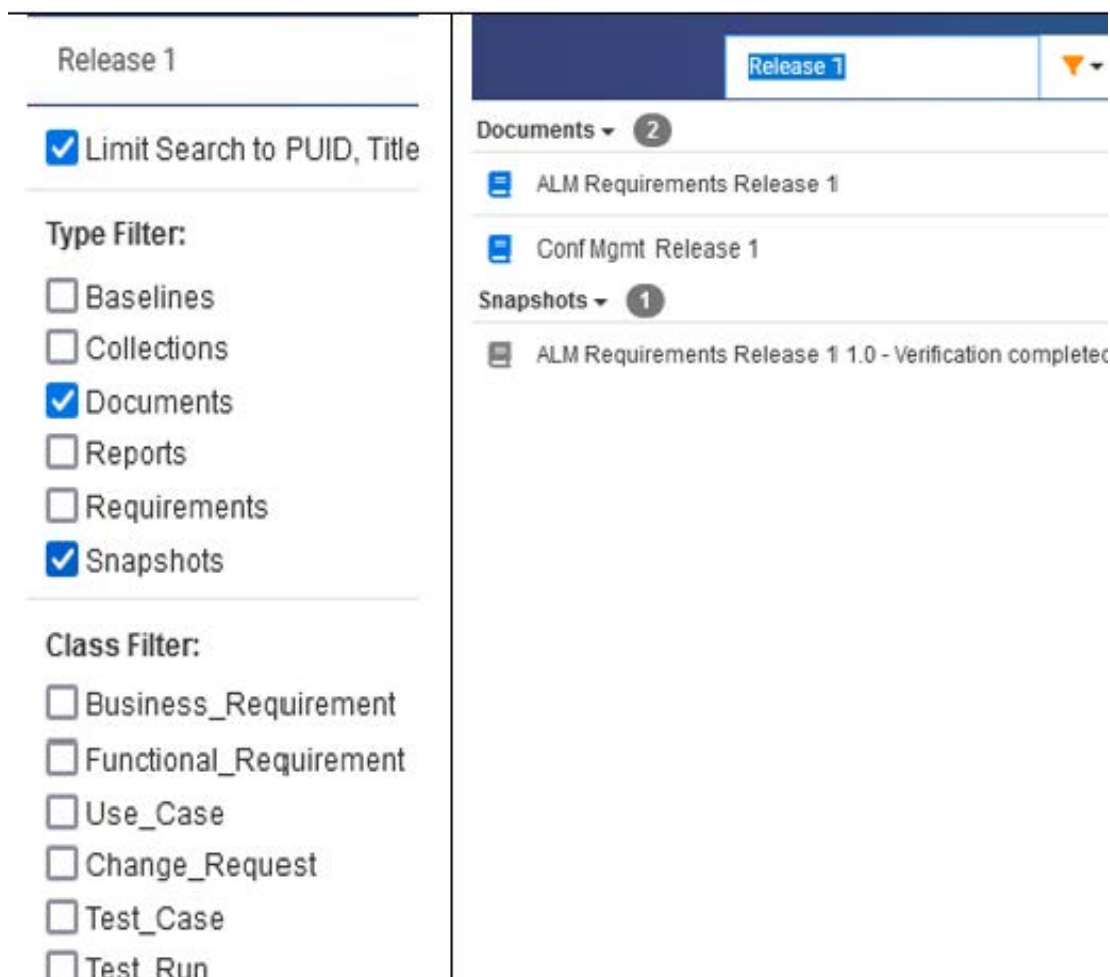 Release 1
Limit Search to PUID, Title
Type Filter:
Baselines
Collections
Documents
Reports
Requirements
Snapshots
Class Filter:
Business_Requirement
Functional_Requirement
Use_Case
Change_Request
Test_Case
Test_Run
Release 1
Documents 2
ALM Requirements Release 1
Conf Mgmt Release 1
Snapshots 1
ALM Requirements Release 1 1.0 - Verification completed